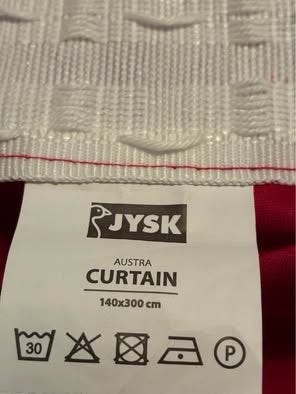 JYSK
AUSTRA
CURTAIN
140x300 cm
30
P